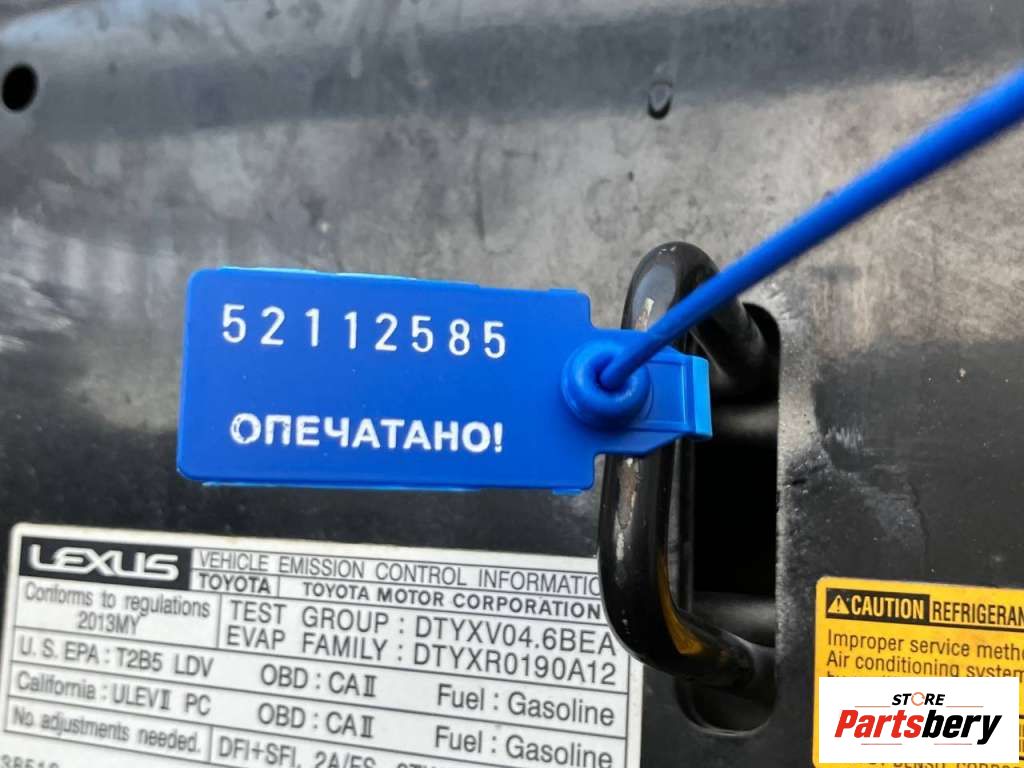 52112585
ОПЕЧАТАНО!
LEXUS
VEHICLE EMISSION CONTROL INFORMATIO
TOYOTA TOYOTA MOTOR CORPORATION
Conforms to regulations
2013MY
TEST GROUP : DTYXV04.6BEA
EVAP FAMILY : DTYXR0190A12
U.S. EPA : T2B5 LDV OBD : CAⅡ Fuel : Gasoline
California : ULEVⅡ PC OBD : CAⅡ Fuel : Gasoline
No adjustments needed. DFI+SFI, 2A/FS,
CAUTION REFRIGERAN
Improper service meth
Air conditioning system
STORE
Partsbery